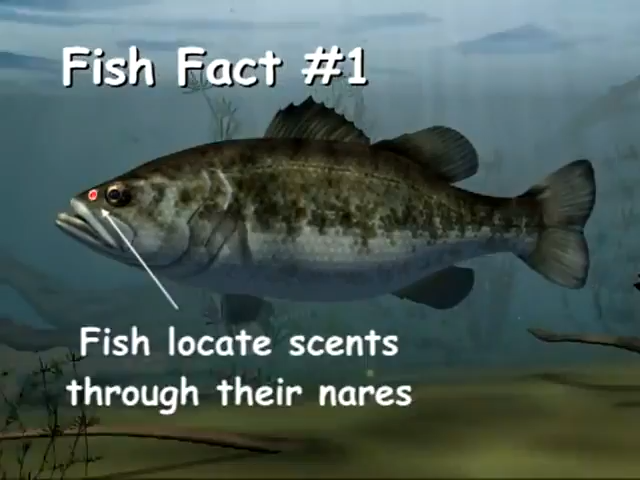 Fish Fact #1
Fish locate scents
through their nares